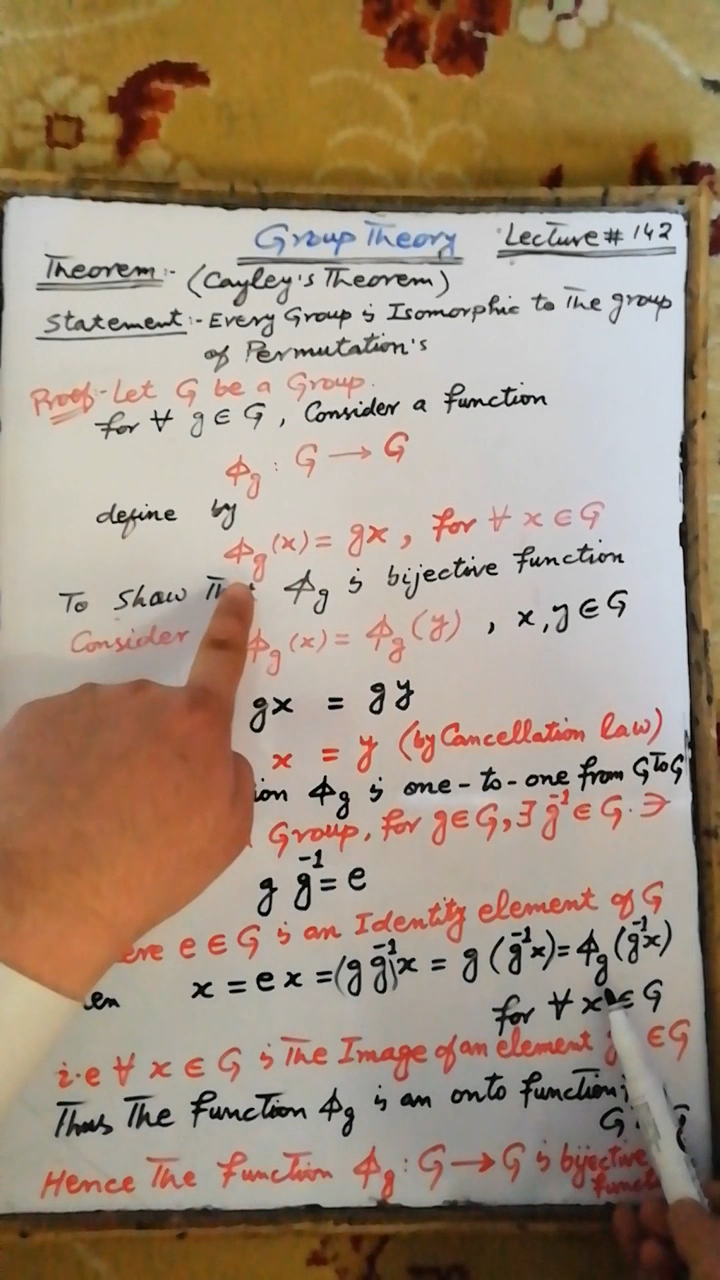 Group Theory Lecture # 142
Theorem:- (Cayley's Theorem)
Statement:- Every Group is Isomorphic to The group
of Permutation's
Proof- Let G be a Group.
for ∀ g ∈ G, Consider a function
Φg : G → G
define by
Φg(x) = gx, for ∀ x ∈ G
To Show Φg is bijective function
Consider Φg(x) = Φg(y), x, y ∈ G
gx = gy
x = y (by Cancellation law)
Φg is one-to-one from G To G
Group, for g ∈ G, ∃ g⁻¹ ∈ G ∋
g g⁻¹ = e
e ∈ G is an Identity element of G
x = ex = (g g⁻¹)x = g(g⁻¹x) = Φg(g⁻¹x)
for ∀ x ∈ G
i.e ∀ x ∈ G is The Image of an element ∈ G
Thus The function Φg is an onto function
Hence The function Φg : G → G is bijective